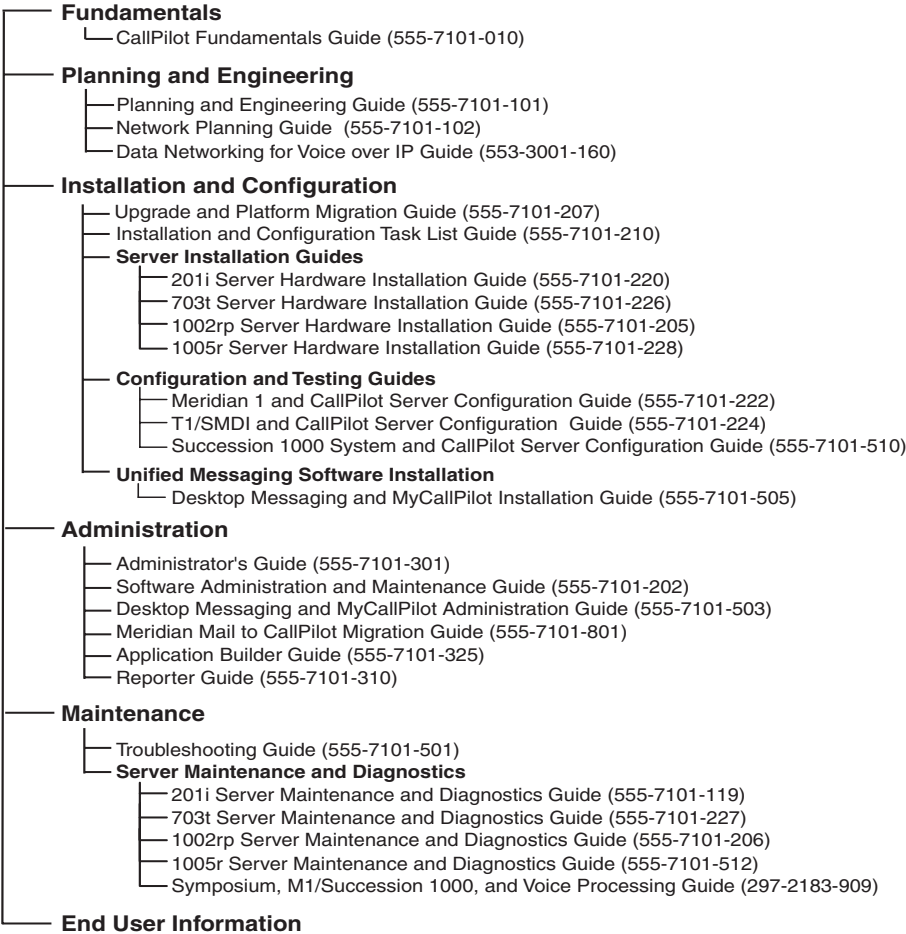 Fundamentals
CallPilot Fundamentals Guide (555-7101-010)
Planning and Engineering
Planning and Engineering Guide (555-7101-101)
Network Planning Guide (555-7101-102)
Data Networking for Voice over IP Guide (553-3001-160)
Installation and Configuration
Upgrade and Platform Migration Guide (555-7101-207)
Installation and Configuration Task List Guide (555-7101-210)
Server Installation Guides
201i Server Hardware Installation Guide (555-7101-220)
703t Server Hardware Installation Guide (555-7101-226)
1002rp Server Hardware Installation Guide (555-7101-205)
1005r Server Hardware Installation Guide (555-7101-228)
Configuration and Testing Guides
Meridian 1 and CallPilot Server Configuration Guide (555-7101-222)
T1/SMDI and CallPilot Server Configuration Guide (555-7101-224)
Succession 1000 System and CallPilot Server Configuration Guide (555-7101-510)
Unified Messaging Software Installation
Desktop Messaging and MyCallPilot Installation Guide (555-7101-505)
Administration
Administrator's Guide (555-7101-301)
Software Administration and Maintenance Guide (555-7101-202)
Desktop Messaging and MyCallPilot Administration Guide (555-7101-503)
Meridian Mail to CallPilot Migration Guide (555-7101-801)
Application Builder Guide (555-7101-325)
Reporter Guide (555-7101-310)
Maintenance
Troubleshooting Guide (555-7101-501)
Server Maintenance and Diagnostics
201i Server Maintenance and Diagnostics Guide (555-7101-119)
703t Server Maintenance and Diagnostics Guide (555-7101-227)
1002rp Server Maintenance and Diagnostics Guide (555-7101-206)
1005r Server Maintenance and Diagnostics Guide (555-7101-512)
Symposium, M1/Succession 1000, and Voice Processing Guide (297-2183-909)
End User Information